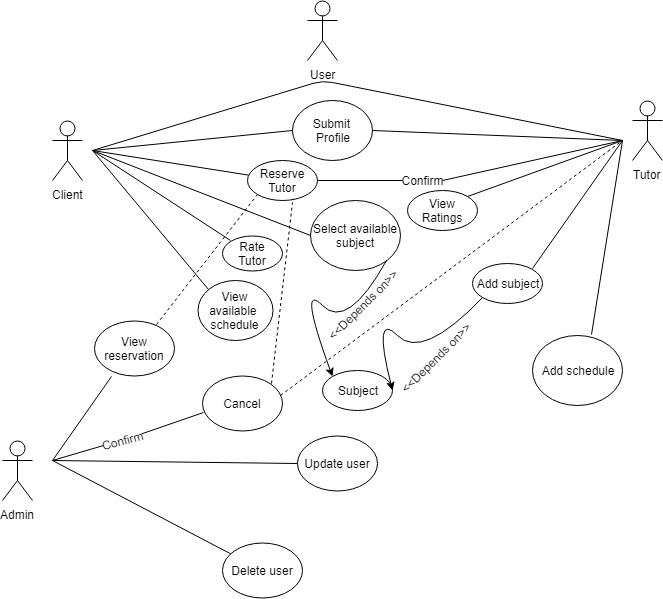 User
Submit
Profile
Client
Tutor
Reserve
Tutor
Confirm
View
Ratings
Select available
subject
Rate
Tutor
Add subject
View
available
schedule
<<Depends on>>
View
reservation
<<Depends on>>
Add schedule
Subject
Cancel
Confirm
Update user
Admin
Delete user